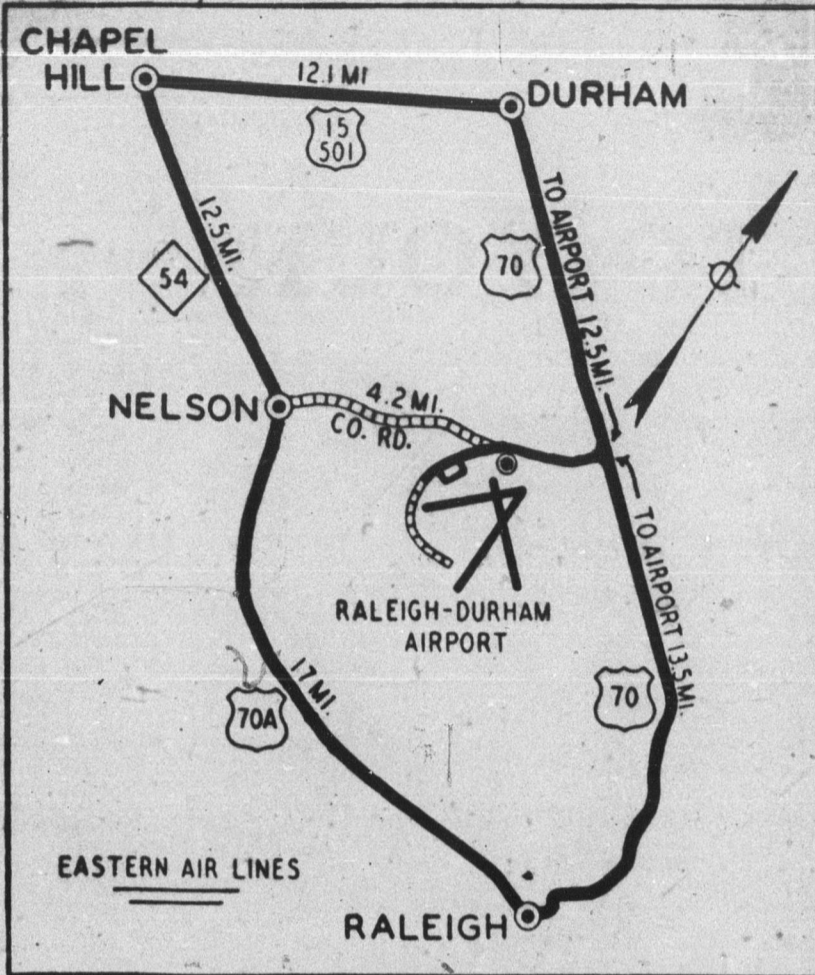 CHAPEL
HILL
12.1 MI
DURHAM
15
501
TO AIRPORT 12.5 MI.
12.5 MI.
70
54
NELSON
4.2 MI.
CO. RD.
TO AIRPORT 13.5 MI.
RALEIGH-DURHAM
AIRPORT
17 MI.
70A
70
EASTERN AIR LINES
RALEIGH